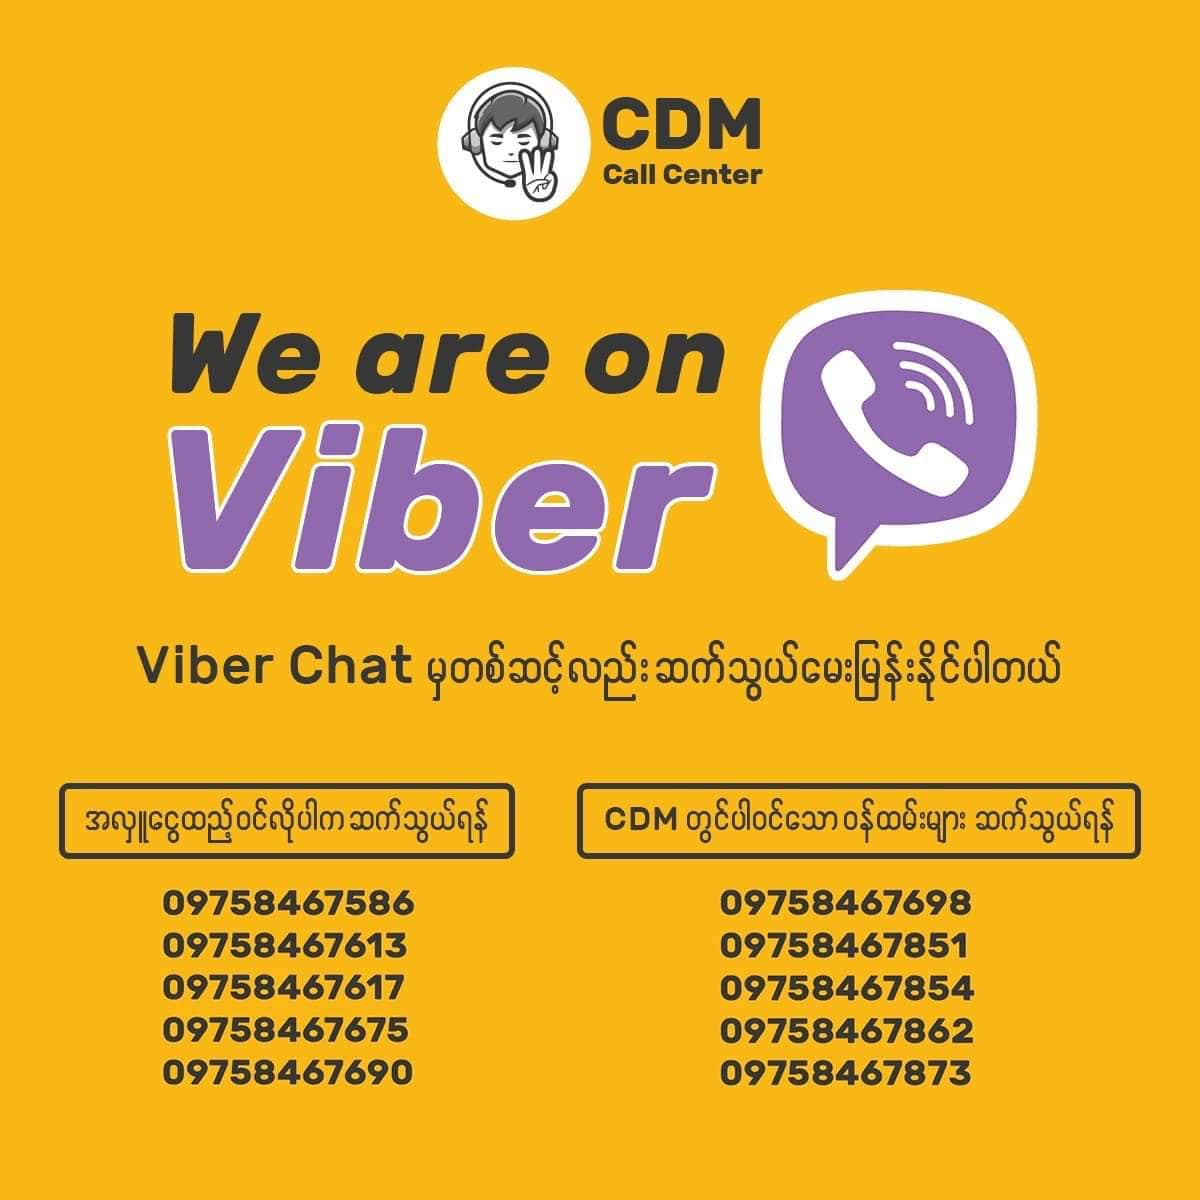 CDM
Call Center
We are on
Viber
Viber Chat မှတစ်ဆင့်လည်း ဆက်သွယ်မေးမြန်းနိုင်ပါတယ်
အလှူငွေထည့်ဝင်လိုပါက ဆက်သွယ်ရန်
09758467586
09758467613
09758467617
09758467675
09758467690
CDM တွင်ပါဝင်သော ဝန်ထမ်းများ ဆက်သွယ်ရန်
09758467698
09758467851
09758467854
09758467862
09758467873